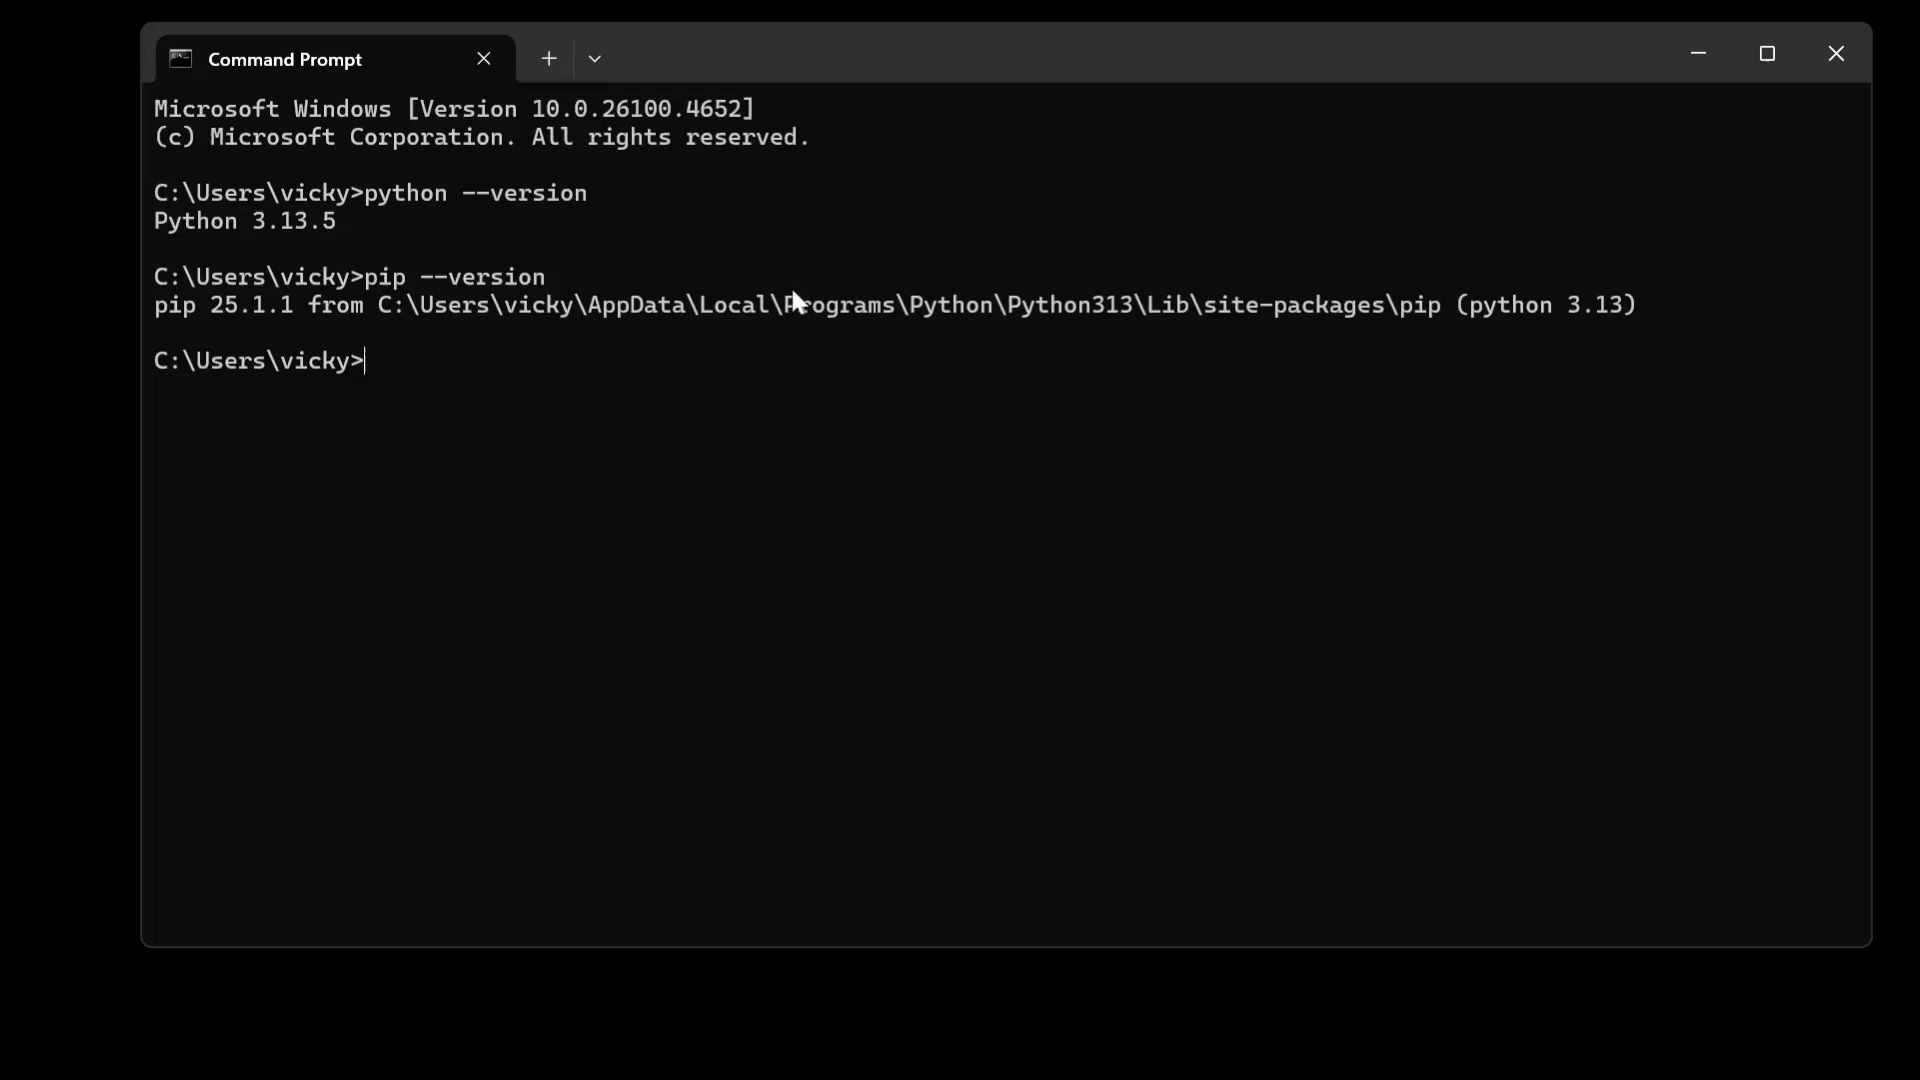 Command Prompt
Microsoft Windows [Version 10.0.26100.4652]
(c) Microsoft Corporation. All rights reserved.
C:\Users\vicky>python --version
Python 3.13.5
C:\Users\vicky>pip --version
pip 25.1.1 from C:\Users\vicky\AppData\Local\Programs\Python\Python313\Lib\site-packages\pip (python 3.13)
C:\Users\vicky>